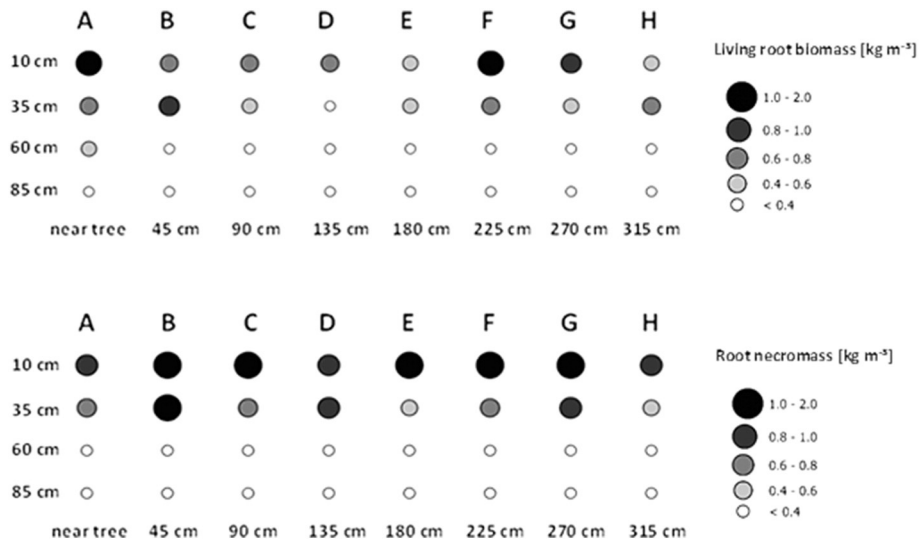 A B C D E F G H
10 cm
35 cm
60 cm
85 cm
near tree 45 cm 90 cm 135 cm 180 cm 225 cm 270 cm 315 cm
Living root biomass [kg m⁻³]
1.0 - 2.0
0.8 - 1.0
0.6 - 0.8
0.4 - 0.6
< 0.4
A B C D E F G H
10 cm
35 cm
60 cm
85 cm
near tree 45 cm 90 cm 135 cm 180 cm 225 cm 270 cm 315 cm
Root necromass [kg m⁻³]
1.0 - 2.0
0.8 - 1.0
0.6 - 0.8
0.4 - 0.6
< 0.4